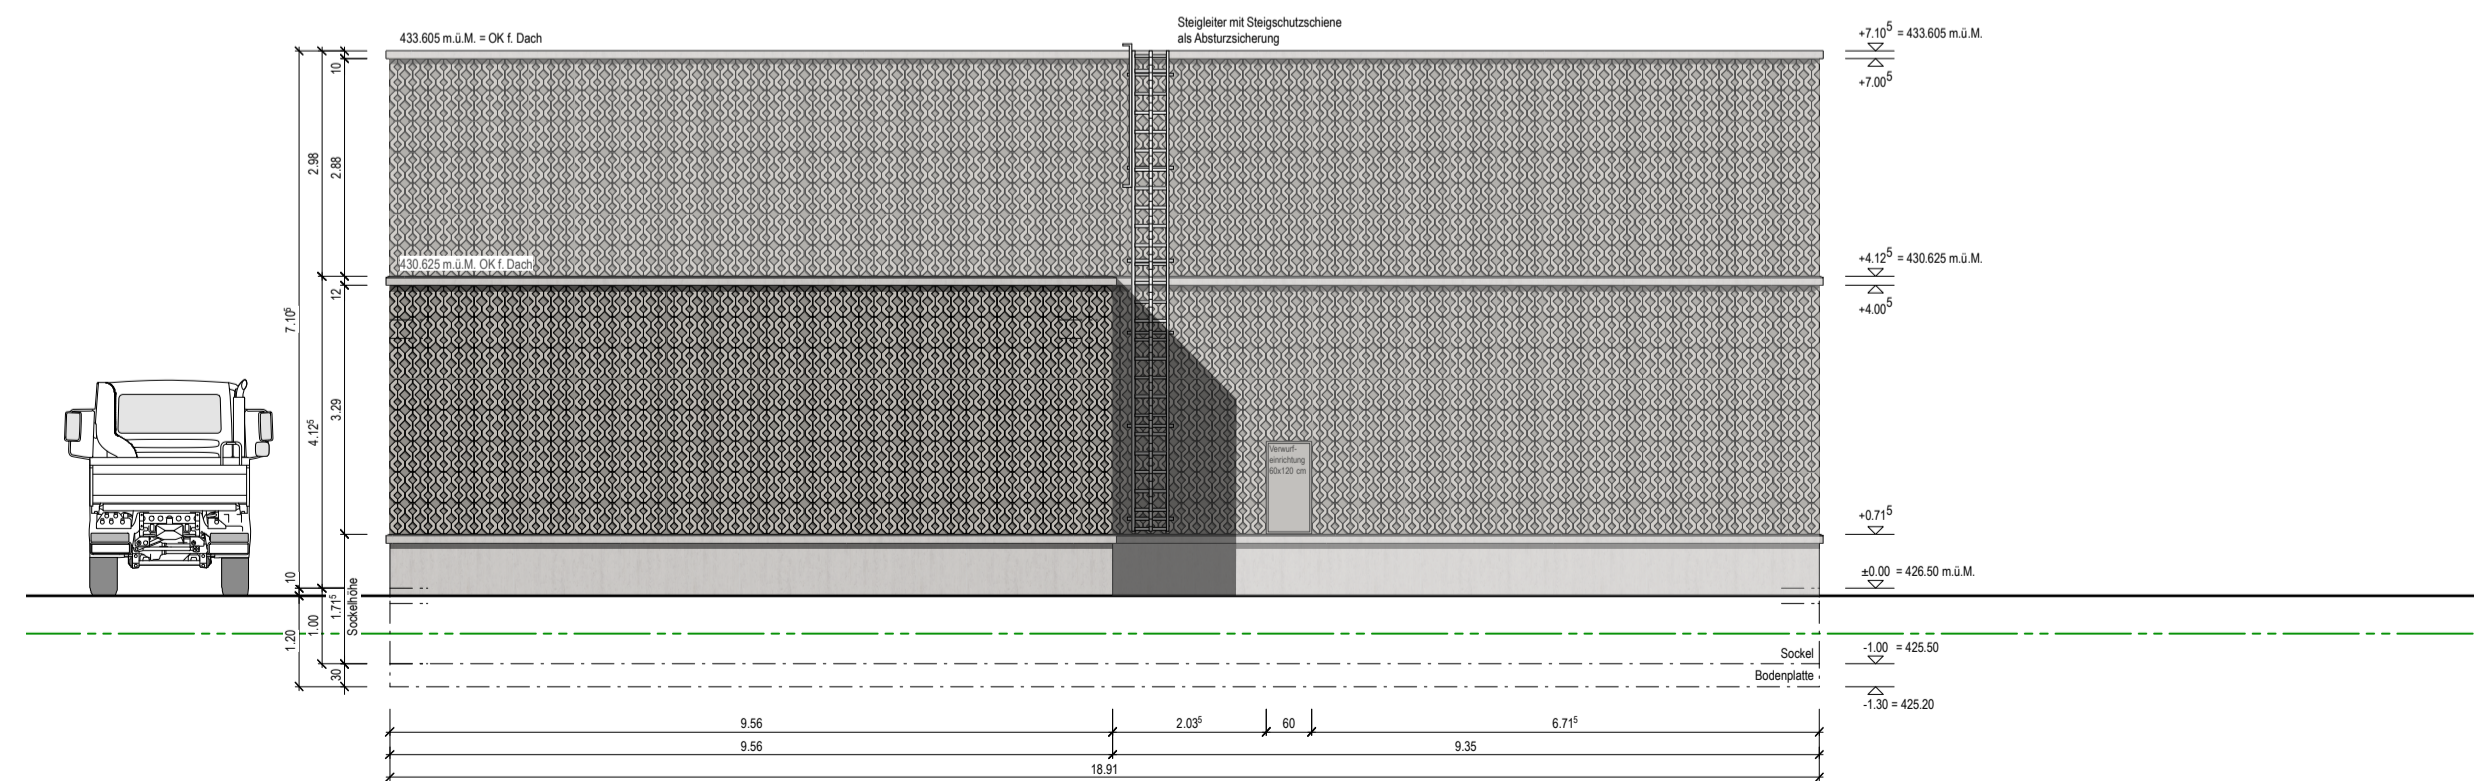 Steigleiter mit Steigschutzschiene
als Absturzsicherung
433.605 m.ü.M. = OK f. Dach
+7.10⁵ = 433.605 m.ü.M.
+7.00⁵
10
2.98
2.88
430.625 m.ü.M. OK f. Dach
+4.12⁵ = 430.625 m.ü.M.
+4.00⁵
12
7.10⁵
4.12⁵
3.29
Verwurf-
einrichtung
60x120 cm
+0.71⁵
±0.00 = 426.50 m.ü.M.
10
1.20
1.00
1.71⁵
Sockelhöhe
30
Sockel
-1.00 = 425.50
Bodenplatte
-1.30 = 425.20
9.56
2.03⁵
60
6.71⁵
9.56
9.35
18.91